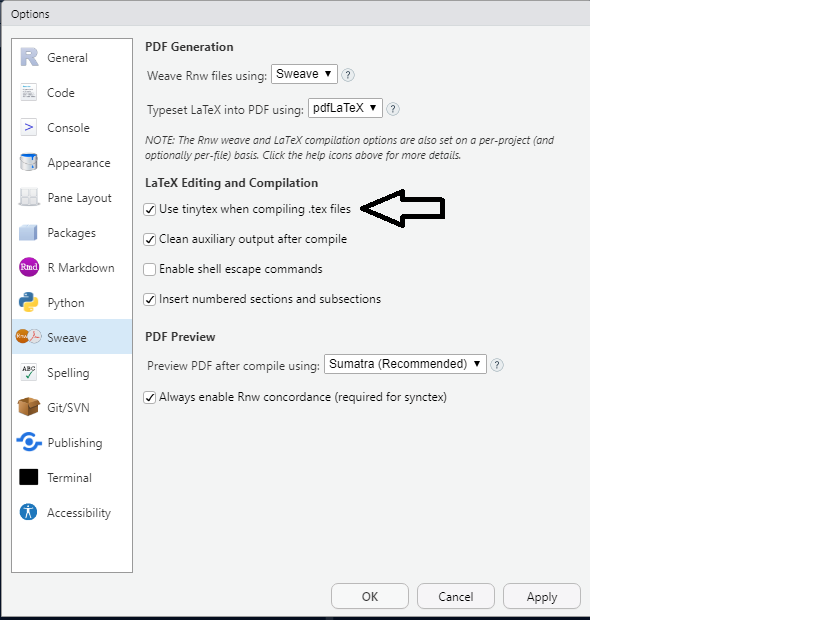 Options
General
Code
Console
Appearance
Pane Layout
Packages
Rmd R Markdown
Python
Rnw Sweave
ABC Spelling
Git/SVN
Publishing
Terminal
Accessibility
PDF Generation
Weave Rnw files using: Sweave ▼ ?
Typeset LaTeX into PDF using: pdfLaTeX ▼ ?
NOTE: The Rnw weave and LaTeX compilation options are also set on a per-project (and
optionally per-file) basis. Click the help icons above for more details.
LaTeX Editing and Compilation
Use tinytex when compiling .tex files
Clean auxiliary output after compile
Enable shell escape commands
Insert numbered sections and subsections
PDF Preview
Preview PDF after compile using: Sumatra (Recommended) ▼ ?
Always enable Rnw concordance (required for synctex)
OK Cancel Apply